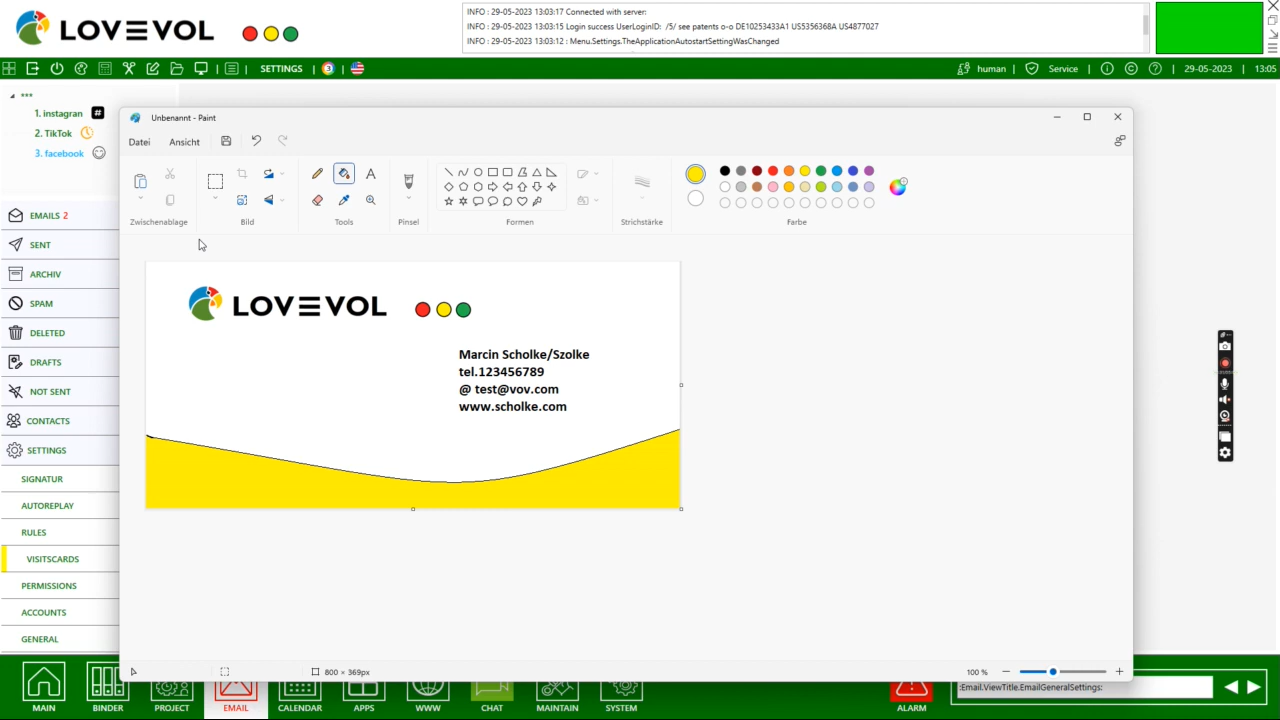 LOVEVOL
INFO : 29-05-2023 13:03:17 Connected with server:
INFO : 29-05-2023 13:03:15 Login success UserLoginID: /5/ see patents o-o DE10253433A1 US5356368A US4877027
INFO : 29-05-2023 13:03:12 : Menu.Settings.TheApplicationAutostartSettingWasChanged
SETTINGS
human
Service
29-05-2023
13:05
***
1. instagran
2. TikTok
3. facebook
EMAILS 2
SENT
ARCHIV
SPAM
DELETED
DRAFTS
NOT SENT
CONTACTS
SETTINGS
SIGNATUR
AUTOREPLAY
RULES
VISITSCARDS
PERMISSIONS
ACCOUNTS
GENERAL
Unbenannt - Paint
Datei Ansicht
Zwischenablage
Bild
Tools
Pinsel
Formen
Strichstärke
Farbe
LOVEVOL
Marcin Scholke/Szolke
tel.123456789
@ test@vov.com
www.scholke.com
800 × 369px
100 %
MAIN
BINDER
PROJECT
EMAIL
CALENDAR
APPS
WWW
CHAT
MAINTAIN
SYSTEM
ALARM
:Email.ViewTitle.EmailGeneralSettings: